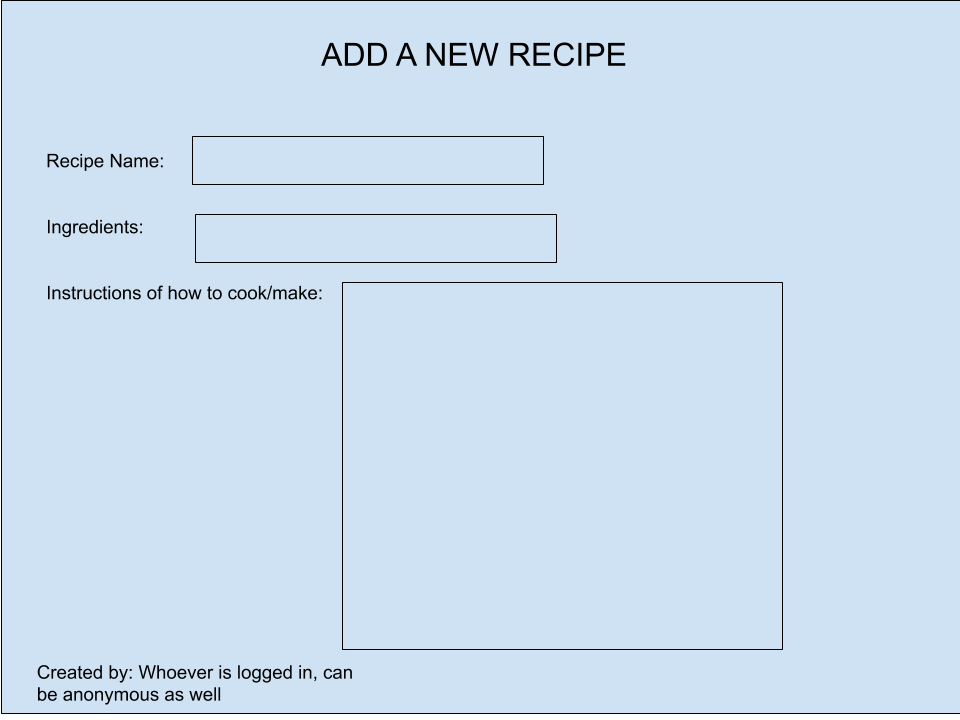 ADD A NEW RECIPE
Recipe Name:
Ingredients:
Instructions of how to cook/make:
Created by: Whoever is logged in, can
be anonymous as well